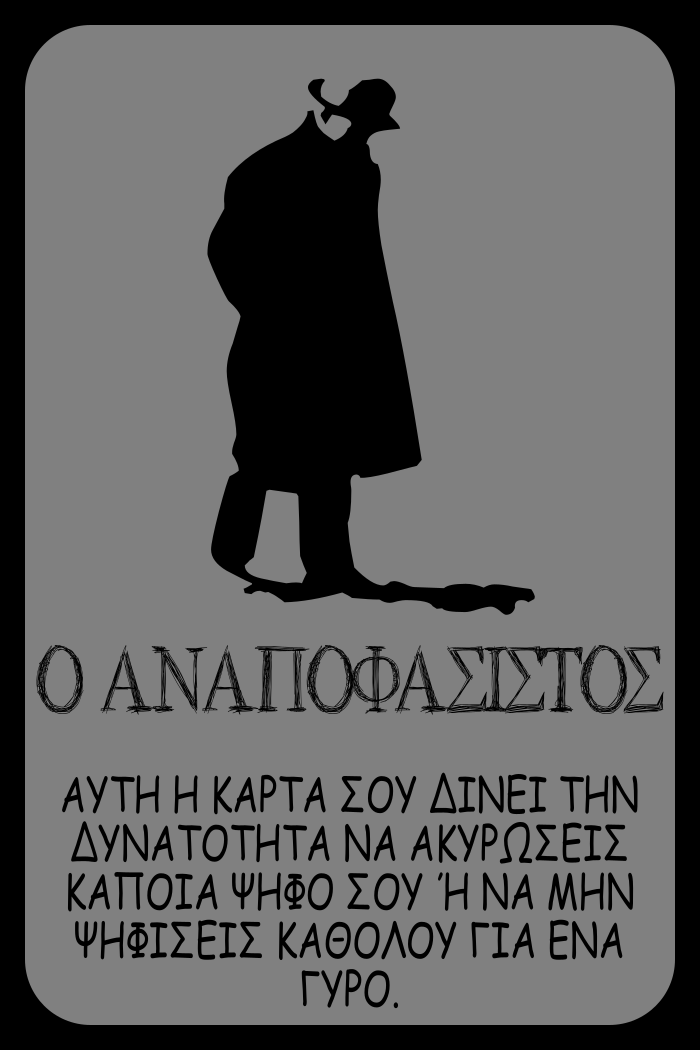 Ο ΑΝΑΠΟΦΑΣΙΣΤΟΣ
ΑΥΤΗ Η ΚΑΡΤΑ ΣΟΥ ΔΙΝΕΙ ΤΗΝ
ΔΥΝΑΤΟΤΗΤΑ ΝΑ ΑΚΥΡΩΣΕΙΣ
ΚΑΠΟΙΑ ΨΗΦΟ ΣΟΥ Ή ΝΑ ΜΗΝ
ΨΗΦΙΣΕΙΣ ΚΑΘΟΛΟΥ ΓΙΑ ΕΝΑ
ΓΥΡΟ.